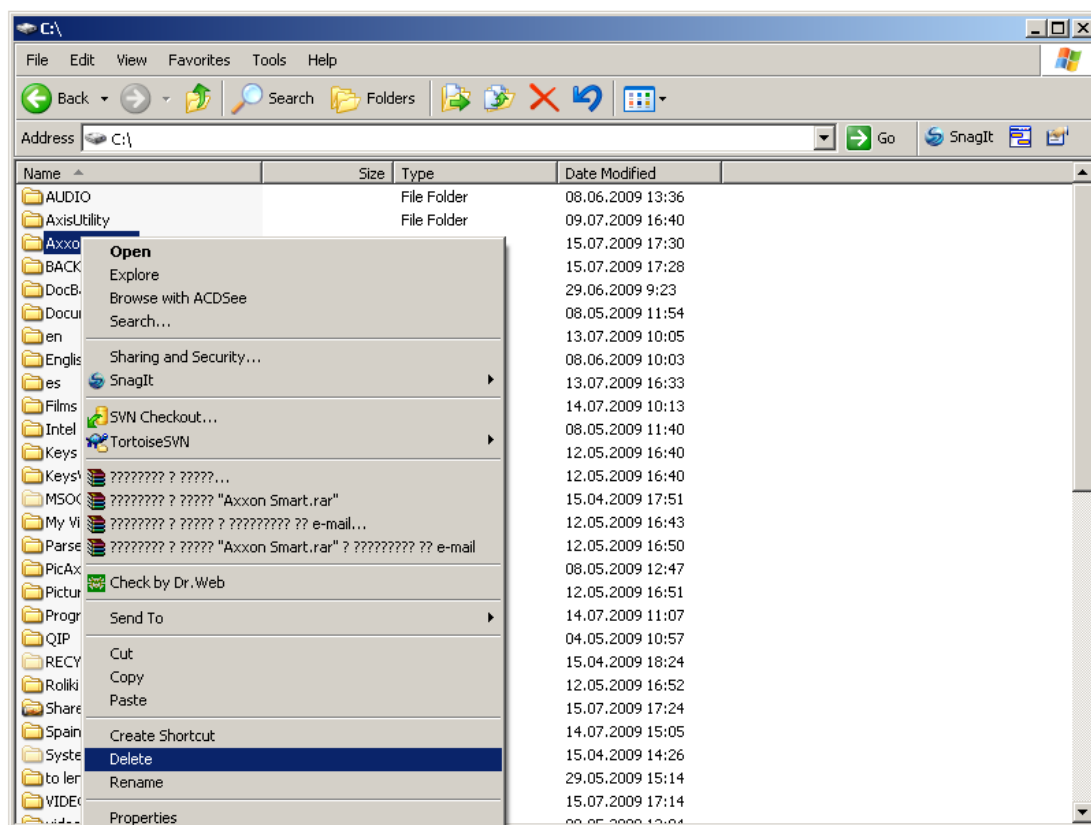 C:\
File Edit View Favorites Tools Help
Back Search Folders
Address C:\ Go SnagIt
Name Size Type Date Modified
AUDIO File Folder 08.06.2009 13:36
AxisUtility File Folder 09.07.2009 16:40
Axxo 15.07.2009 17:30
BACK 15.07.2009 17:28
DocB 29.06.2009 9:23
Docu 08.05.2009 11:54
en 13.07.2009 10:05
Englis 08.06.2009 10:03
es 13.07.2009 16:33
Films 14.07.2009 10:13
Intel 08.05.2009 11:40
Keys 12.05.2009 16:40
Keys 12.05.2009 16:40
MSOC 15.04.2009 17:51
My Vi 12.05.2009 16:43
Parse 12.05.2009 16:50
PicAx 08.05.2009 12:47
Pictur 12.05.2009 16:51
Progr 14.07.2009 11:07
QIP 04.05.2009 10:57
RECY 15.04.2009 18:24
Roliki 12.05.2009 16:52
Share 15.07.2009 17:24
Spain 14.07.2009 15:05
Syste 15.04.2009 14:26
to ler 29.05.2009 15:14
VIDE 15.07.2009 17:14
Open
Explore
Browse with ACDSee
Search...
Sharing and Security...
SnagIt
SVN Checkout...
TortoiseSVN
???????? ? ?????...
???????? ? ????? "Axxon Smart.rar"
???????? ? ????? ? ????????? ?? e-mail...
???????? ? ????? "Axxon Smart.rar" ? ????????? ?? e-mail
Check by Dr.Web
Send To
Cut
Copy
Paste
Create Shortcut
Delete
Rename
Properties